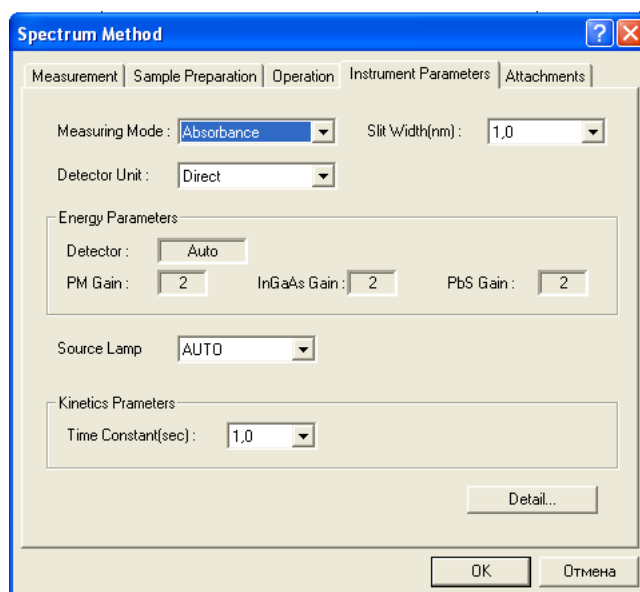 Spectrum Method
Measurement Sample Preparation Operation Instrument Parameters Attachments
Measuring Mode : Absorbance Slit Width(nm) : 1,0
Detector Unit : Direct
Energy Parameters
Detector : Auto
PM Gain : 2 InGaAs Gain : 2 PbS Gain : 2
Source Lamp AUTO
Kinetics Prameters
Time Constant(sec) : 1,0
Detail...
OK Отмена